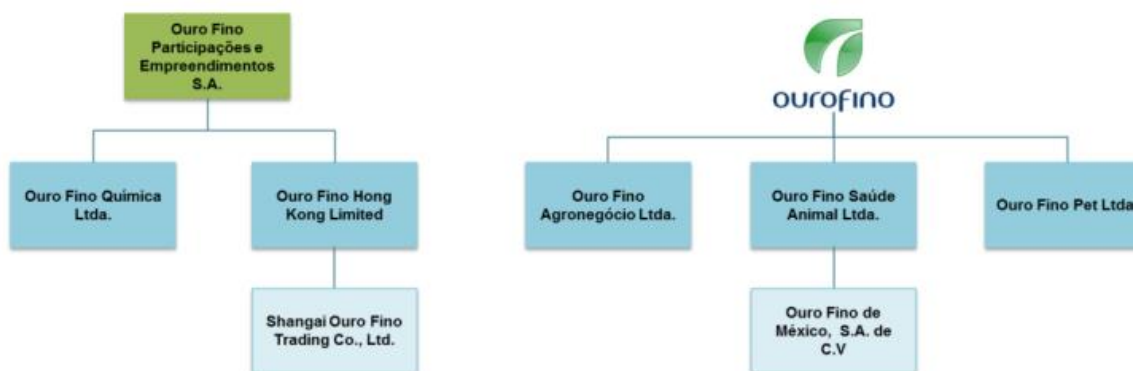 Ouro Fino
Participações e
Empreendimentos
S.A.
ourofino
Ouro Fino Química
Ltda.
Ouro Fino Hong
Kong Limited
Ouro Fino
Agronegócio Ltda.
Ouro Fino Saúde
Animal Ltda.
Ouro Fino Pet Ltda
Shangai Ouro Fino
Trading Co., Ltd.
Ouro Fino de
México, S.A. de
C.V